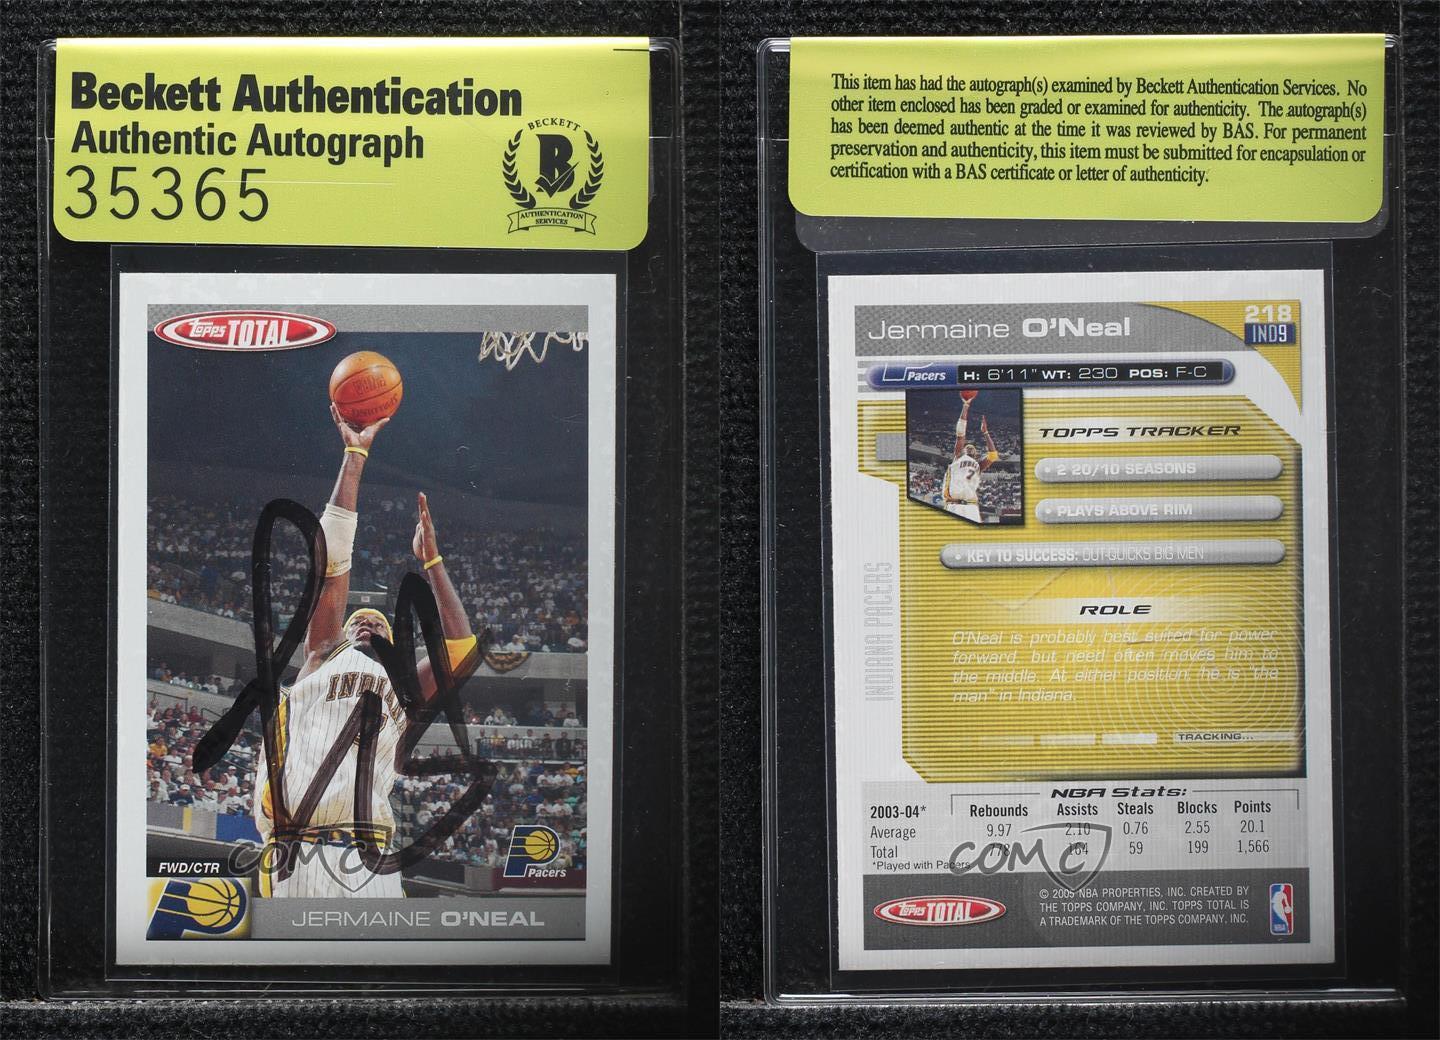 Beckett Authentication
Authentic Autograph
35365
BECKETT
B
AUTHENTICATION
SERVICES
Topps TOTAL
INDIANA
Pacers
FWD/CTR
JERMAINE O'NEAL
COMC
This item has had the autograph(s) examined by Beckett Authentication Services. No
other item enclosed has been graded or examined for authenticity. The autograph(s)
has been deemed authentic at the time it was reviewed by BAS. For permanent
preservation and authenticity, this item must be submitted for encapsulation or
certification with a BAS certificate or letter of authenticity.
218
IND9
Jermaine O'Neal
Pacers H: 6'11" WT: 230 POS: F-C
TOPPS TRACKER
• 2 20/10 SEASONS
• PLAYS ABOVE RIM
• KEY TO SUCCESS: OUT-QUICKS BIG MEN
INDIANA PACERS
ROLE
O'Neal is probably best suited for power
forward, but need often moves him to
the middle. At either position, he is "the
man" in Indiana.
TRACKING...
NBA Stats:
2003-04* Rebounds Assists Steals Blocks Points
Average 9.97 2.10 0.76 2.55 20.1
Total 778 164 59 199 1,566
*Played with Pacers
COMC
Topps TOTAL
© 2005 NBA PROPERTIES, INC. CREATED BY
THE TOPPS COMPANY, INC. TOPPS TOTAL IS
A TRADEMARK OF THE TOPPS COMPANY, INC.
NBA